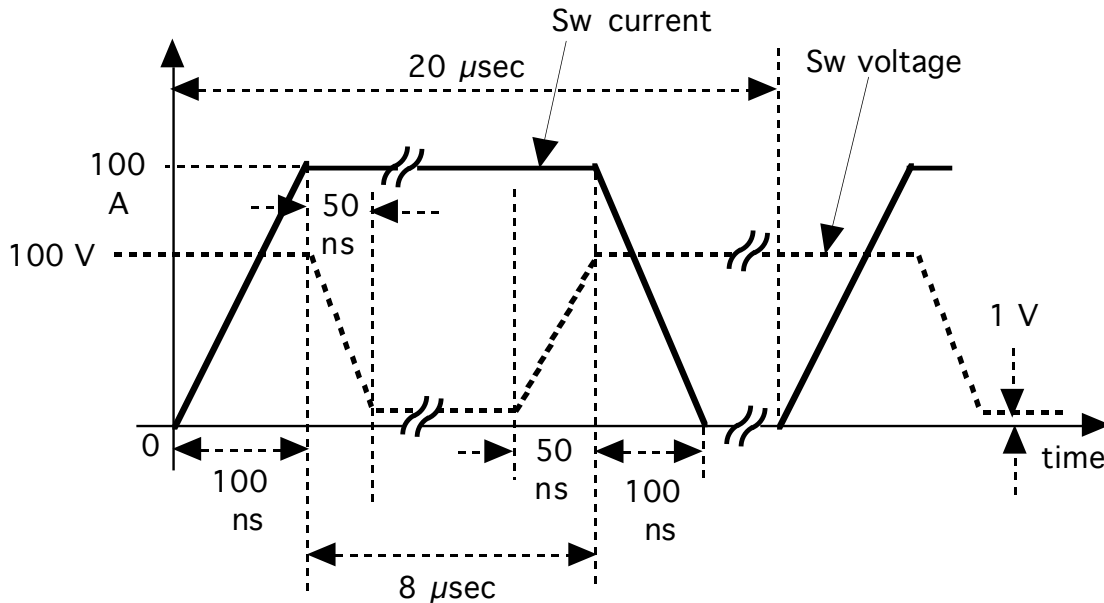 Sw current
20 µsec
Sw voltage
100
A
50
ns
100 V
1 V
0
100
ns
50
ns
100
ns
time
8 µsec